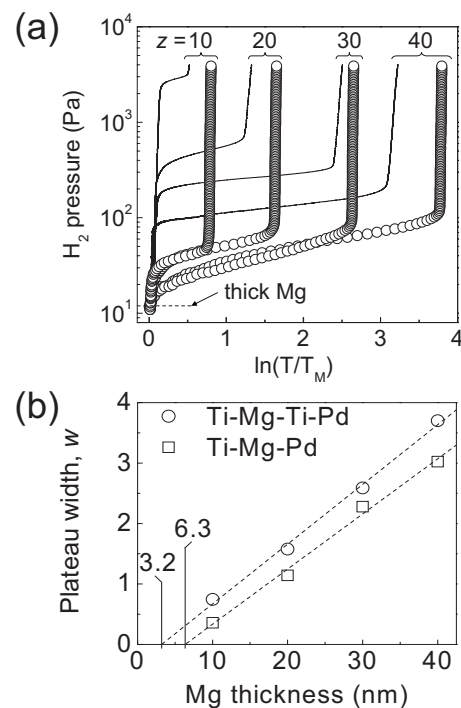 (a)
z = 10 20 30 40
10⁴
10³
10²
10¹
H₂ pressure (Pa)
thick Mg
0 1 2 3 4
ln(T/T_M)
(b)
Ti-Mg-Ti-Pd
Ti-Mg-Pd
4
3
2
1
0
Plateau width, w
3.2
6.3
0 10 20 30 40
Mg thickness (nm)